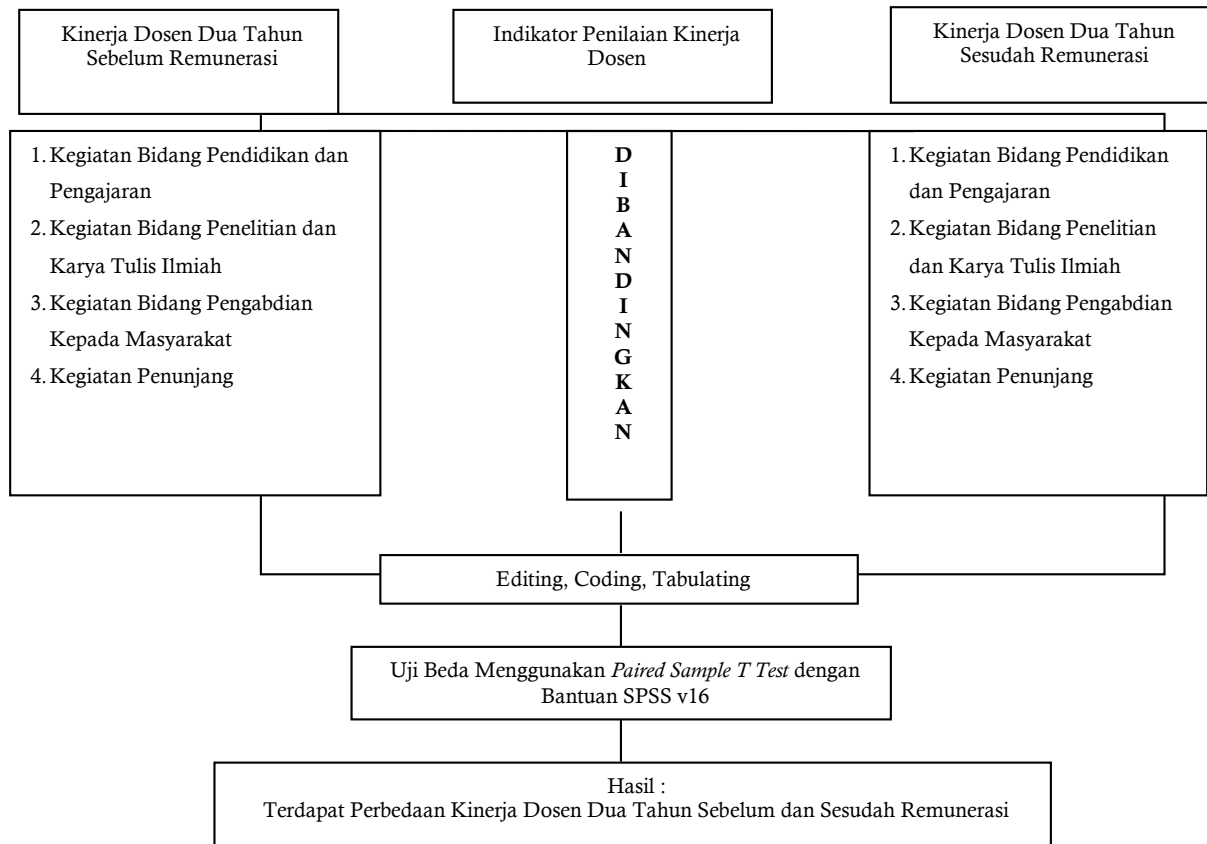 Kinerja Dosen Dua Tahun
Sebelum Remunerasi
Indikator Penilaian Kinerja
Dosen
Kinerja Dosen Dua Tahun
Sesudah Remunerasi
1. Kegiatan Bidang Pendidikan dan
Pengajaran
2. Kegiatan Bidang Penelitian dan
Karya Tulis Ilmiah
3. Kegiatan Bidang Pengabdian
Kepada Masyarakat
4. Kegiatan Penunjang
D
I
B
A
N
D
I
N
G
K
A
N
1. Kegiatan Bidang Pendidikan
dan Pengajaran
2. Kegiatan Bidang Penelitian
dan Karya Tulis Ilmiah
3. Kegiatan Bidang Pengabdian
Kepada Masyarakat
4. Kegiatan Penunjang
Editing, Coding, Tabulating
Uji Beda Menggunakan Paired Sample T Test dengan
Bantuan SPSS v16
Hasil :
Terdapat Perbedaan Kinerja Dosen Dua Tahun Sebelum dan Sesudah Remunerasi